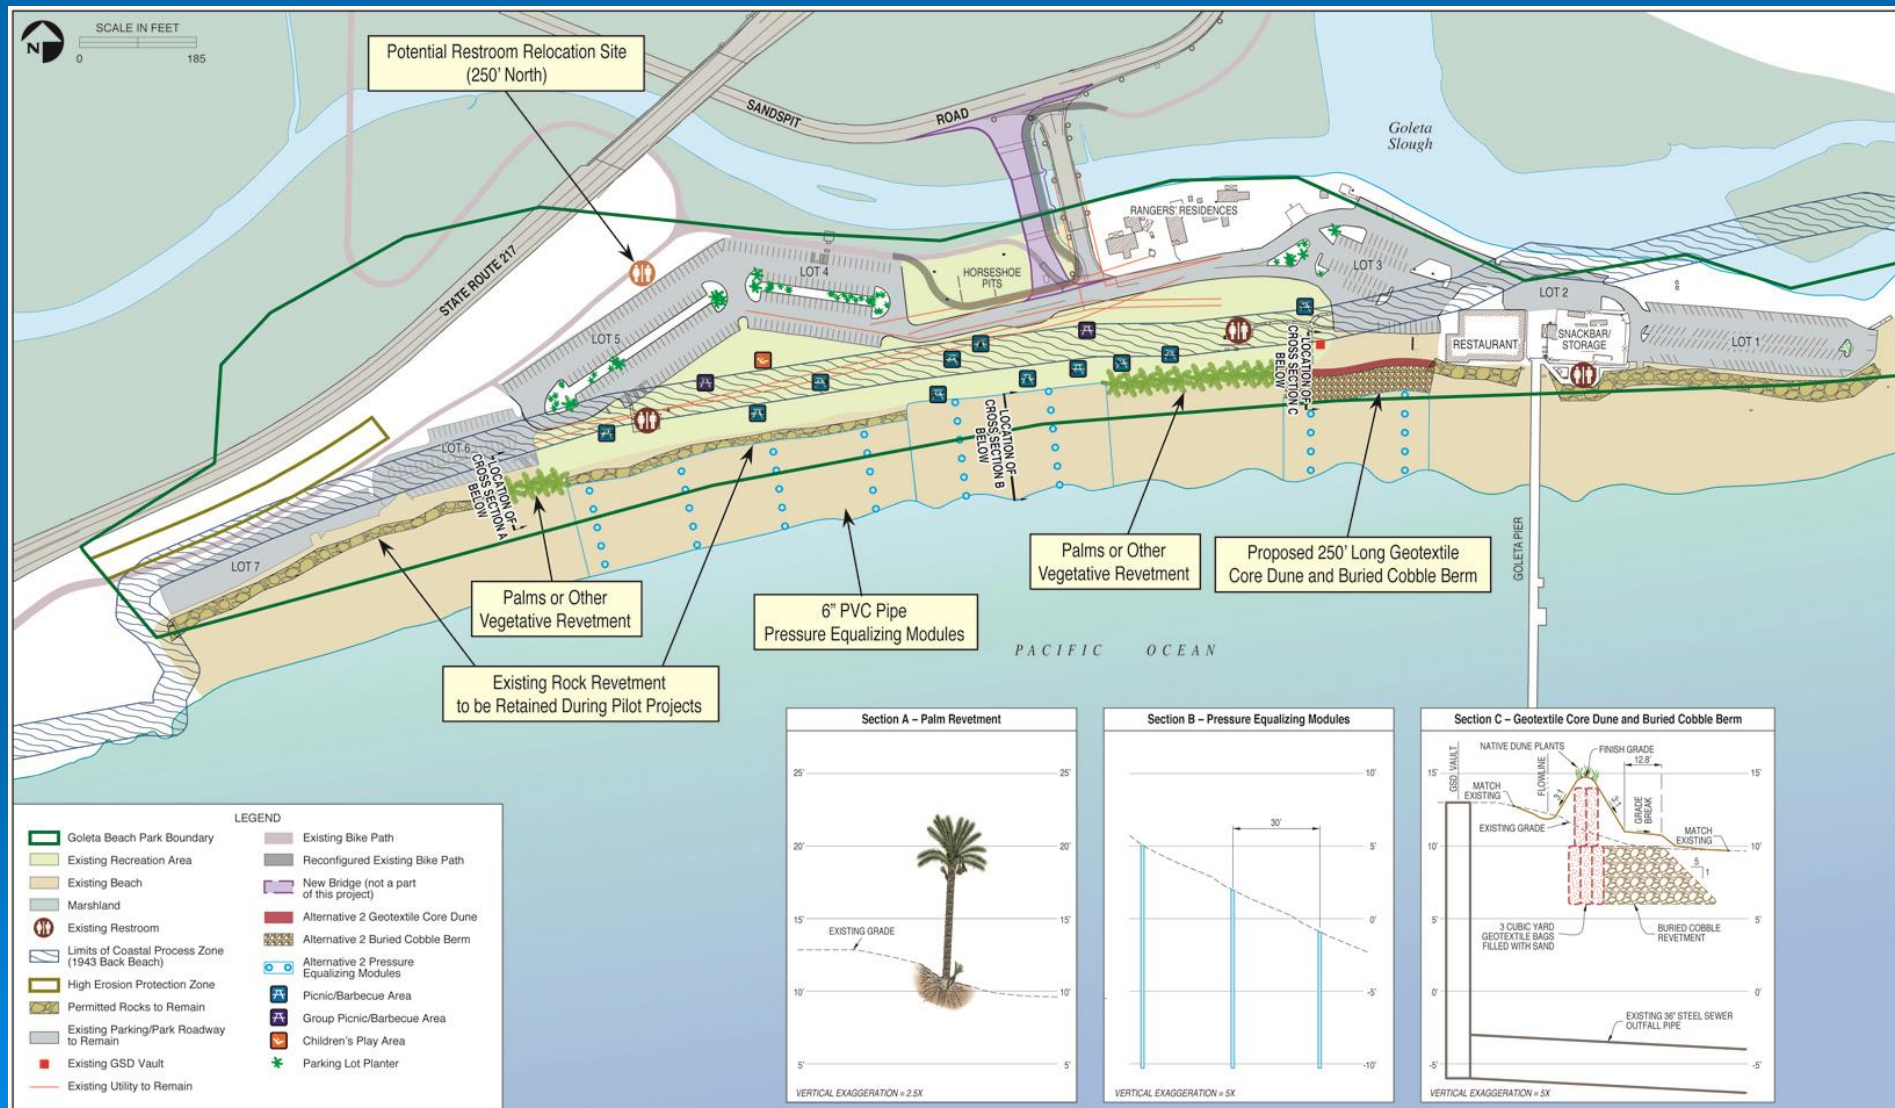 N
SCALE IN FEET
0 185
Potential Restroom Relocation Site
(250' North)
SANDSPIT
ROAD
Goleta
Slough
STATE ROUTE 217
RANGERS' RESIDENCES
LOT 4
HORSESHOE
PITS
LOT 3
LOT 2
LOT 5
RESTAURANT
SNACKBAR/
STORAGE
LOT 1
LOCATION OF
CROSS SECTION C
BELOW
LOCATION OF
CROSS SECTION B
BELOW
LOT 6
LOCATION OF
CROSS SECTION A
BELOW
LOT 7
GOLETA PIER
Palms or Other
Vegetative Revetment
6” PVC Pipe
Pressure Equalizing Modules
Palms or Other
Vegetative Revetment
Proposed 250' Long Geotextile
Core Dune and Buried Cobble Berm
Existing Rock Revetment
to be Retained During Pilot Projects
PACIFIC OCEAN
Section A – Palm Revetment
25' 25'
20' 20'
15' 15'
EXISTING GRADE
10' 10'
5' 5'
VERTICAL EXAGGERATION = 2.5X
Section B – Pressure Equalizing Modules
10'
30'
5'
0'
-5'
-10'
VERTICAL EXAGGERATION = 5X
Section C – Geotextile Core Dune and Buried Cobble Berm
GSD VAULT
NATIVE DUNE PLANTS
FINISH GRADE
12.8'
FLOWLINE
15' 15'
MATCH
EXISTING
3:1
3:1
GRADE
BREAK
EXISTING GRADE
MATCH
EXISTING
10' 10'
5
1
5' 5'
3 CUBIC YARD
GEOTEXTILE BAGS
FILLED WITH SAND
BURIED COBBLE
REVETMENT
0' 0'
EXISTING 36" STEEL SEWER
OUTFALL PIPE
-5' -5'
VERTICAL EXAGGERATION = 5X
LEGEND
Goleta Beach Park Boundary
Existing Recreation Area
Existing Beach
Marshland
Existing Restroom
Limits of Coastal Process Zone
(1943 Back Beach)
High Erosion Protection Zone
Permitted Rocks to Remain
Existing Parking/Park Roadway
to Remain
Existing GSD Vault
Existing Utility to Remain
Existing Bike Path
Reconfigured Existing Bike Path
New Bridge (not a part
of this project)
Alternative 2 Geotextile Core Dune
Alternative 2 Buried Cobble Berm
Alternative 2 Pressure
Equalizing Modules
Picnic/Barbecue Area
Group Picnic/Barbecue Area
Children's Play Area
Parking Lot Planter